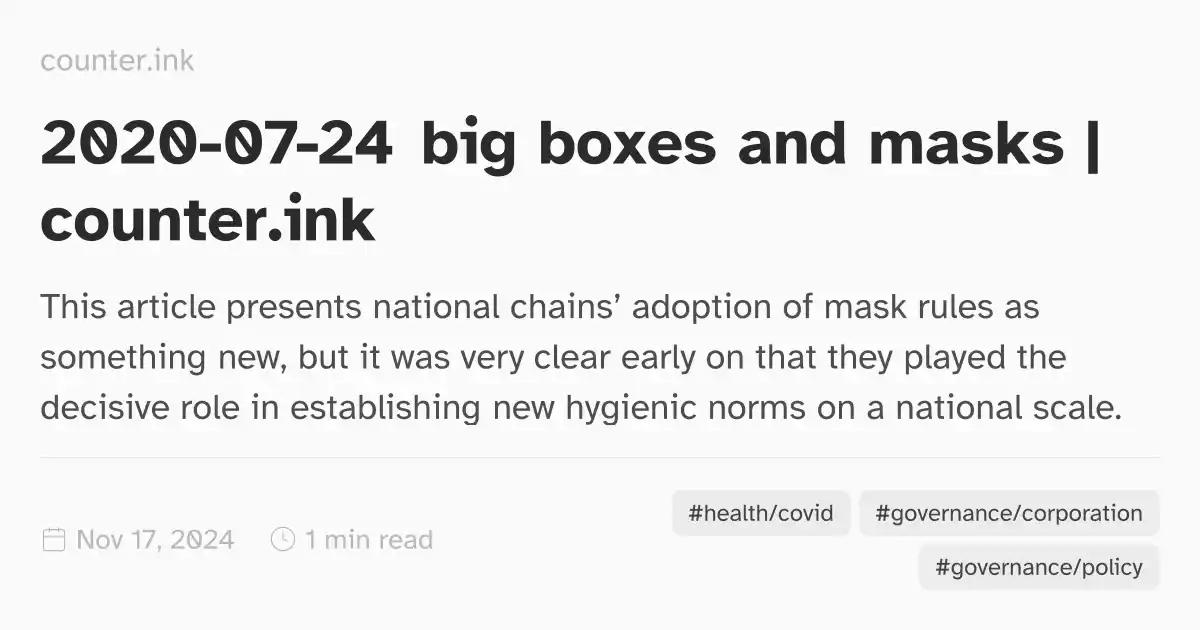 counter.ink
2020-07-24 big boxes and masks |
counter.ink
This article presents national chains’ adoption of mask rules as
something new, but it was very clear early on that they played the
decisive role in establishing new hygienic norms on a national scale.
#health/covid #governance/corporation
Nov 17, 2024 1 min read
#governance/policy